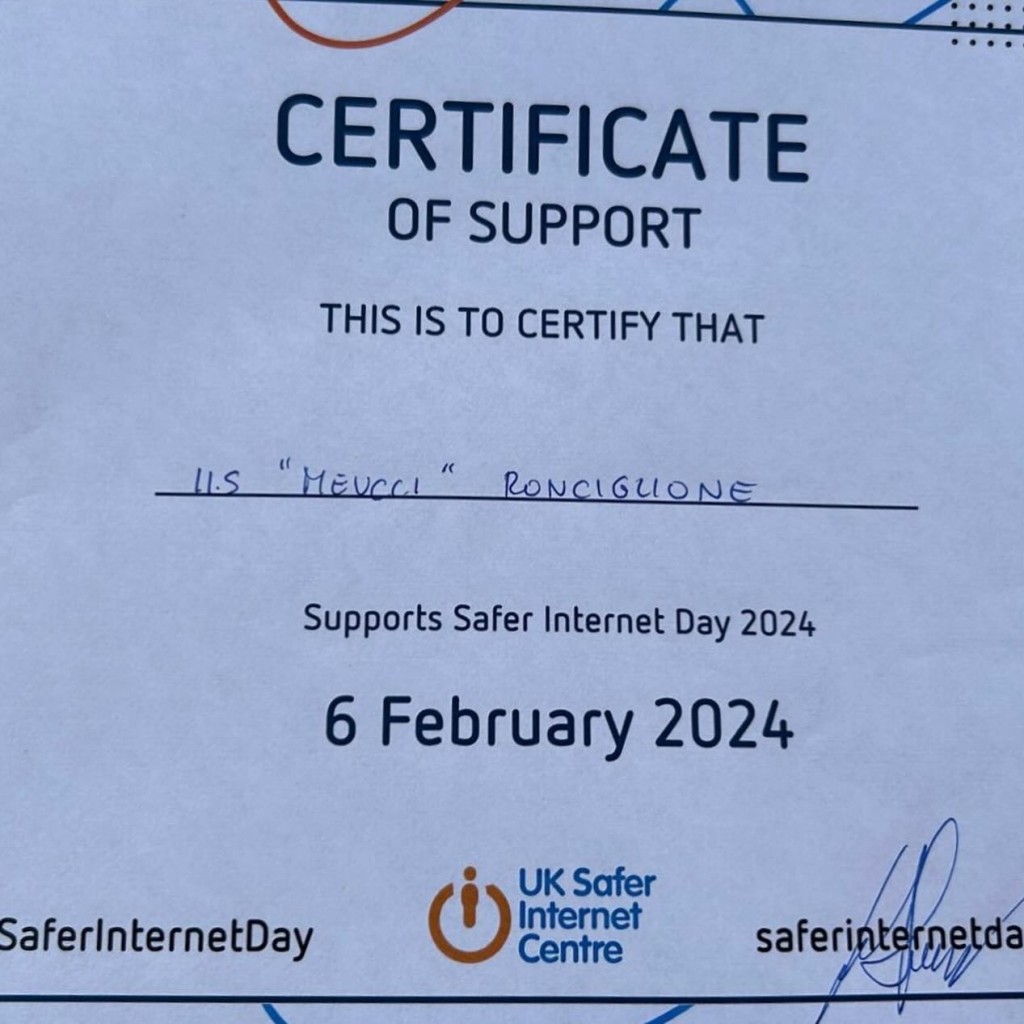 CERTIFICATE
OF SUPPORT
THIS IS TO CERTIFY THAT
I.I.S "MEUCCI" RONCIGLIONE
Supports Safer Internet Day 2024
6 February 2024
SaferInternetDay
UK Safer
Internet
Centre
saferinternetda